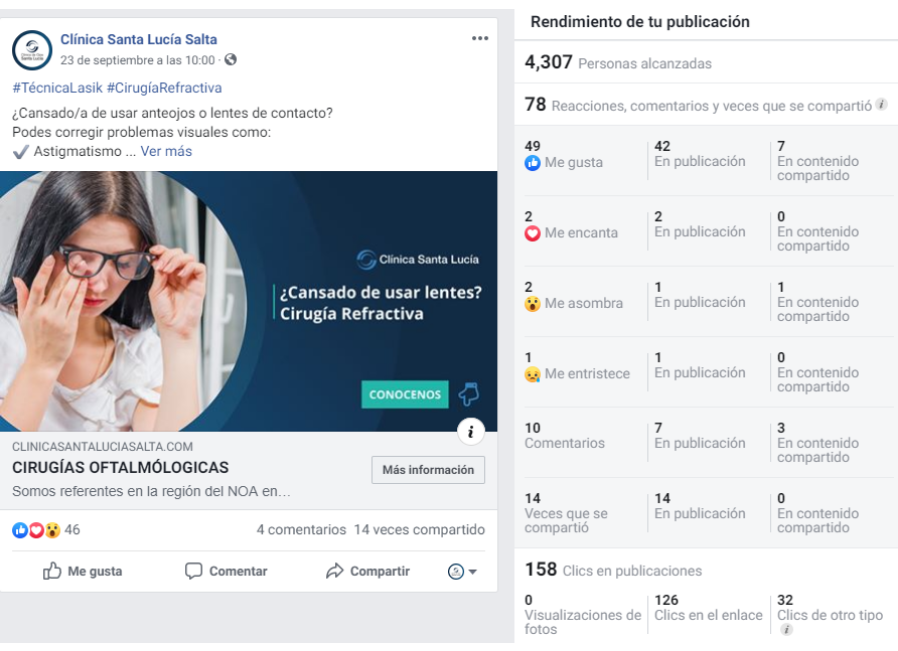 Clínica Santa Lucía Salta
23 de septiembre a las 10:00 ·
#TécnicaLasik #CirugíaRefractiva
¿Cansado/a de usar anteojos o lentes de contacto?
Podes corregir problemas visuales como:
✔ Astigmatismo ... Ver más
Clínica Santa Lucía
¿Cansado de usar lentes?
Cirugía Refractiva
CONOCENOS
CLINICASANTALUCIASALTA.COM
CIRUGÍAS OFTALMÓLOGICAS
Somos referentes en la región del NOA en...
Más información
46
4 comentarios 14 veces compartido
Me gusta
Comentar
Compartir
Rendimiento de tu publicación
4,307 Personas alcanzadas
78 Reacciones, comentarios y veces que se compartió
49
Me gusta
42
En publicación
7
En contenido
compartido
2
Me encanta
2
En publicación
0
En contenido
compartido
2
Me asombra
1
En publicación
1
En contenido
compartido
1
Me entristece
1
En publicación
0
En contenido
compartido
10
Comentarios
7
En publicación
3
En contenido
compartido
14
Veces que se
compartió
14
En publicación
0
En contenido
compartido
158 Clics en publicaciones
0
Visualizaciones de
fotos
126
Clics en el enlace
32
Clics de otro tipo